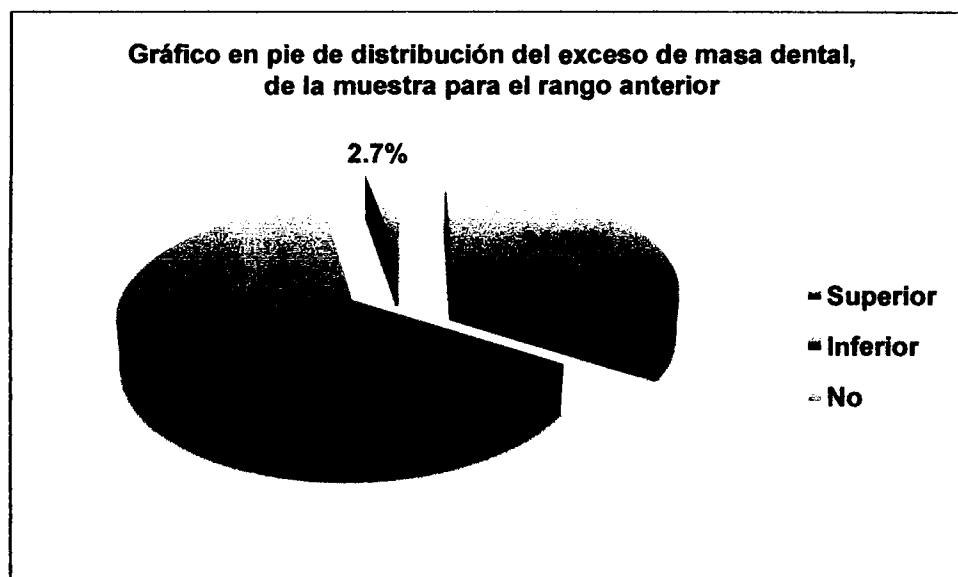 Gráfico en pie de distribución del exceso de masa dental,
de la muestra para el rango anterior
2.7%
Superior
Inferior
No